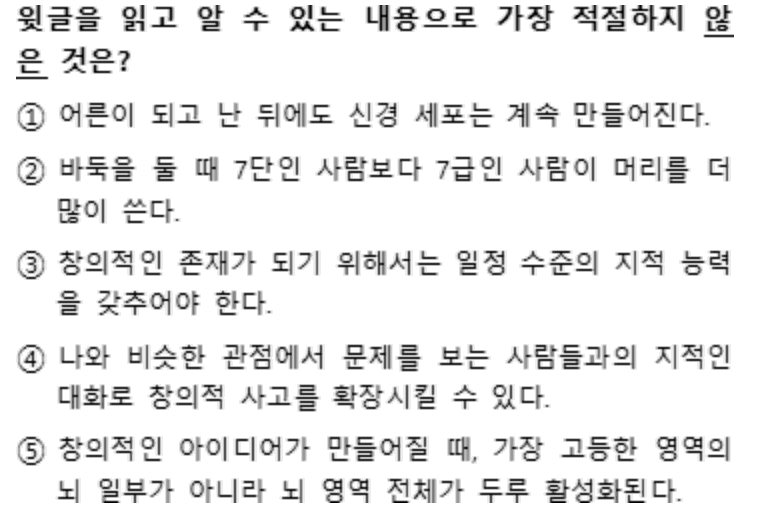 윗글을 읽고 알 수 있는 내용으로 가장 적절하지 않
은 것은?
① 어른이 되고 난 뒤에도 신경 세포는 계속 만들어진다.
② 바둑을 둘 때 7단인 사람보다 7급인 사람이 머리를 더
많이 쓴다.
③ 창의적인 존재가 되기 위해서는 일정 수준의 지적 능력
을 갖추어야 한다.
④ 나와 비슷한 관점에서 문제를 보는 사람들과의 지적인
대화로 창의적 사고를 확장시킬 수 있다.
⑤ 창의적인 아이디어가 만들어질 때, 가장 고등한 영역의
뇌 일부가 아니라 뇌 영역 전체가 두루 활성화된다.